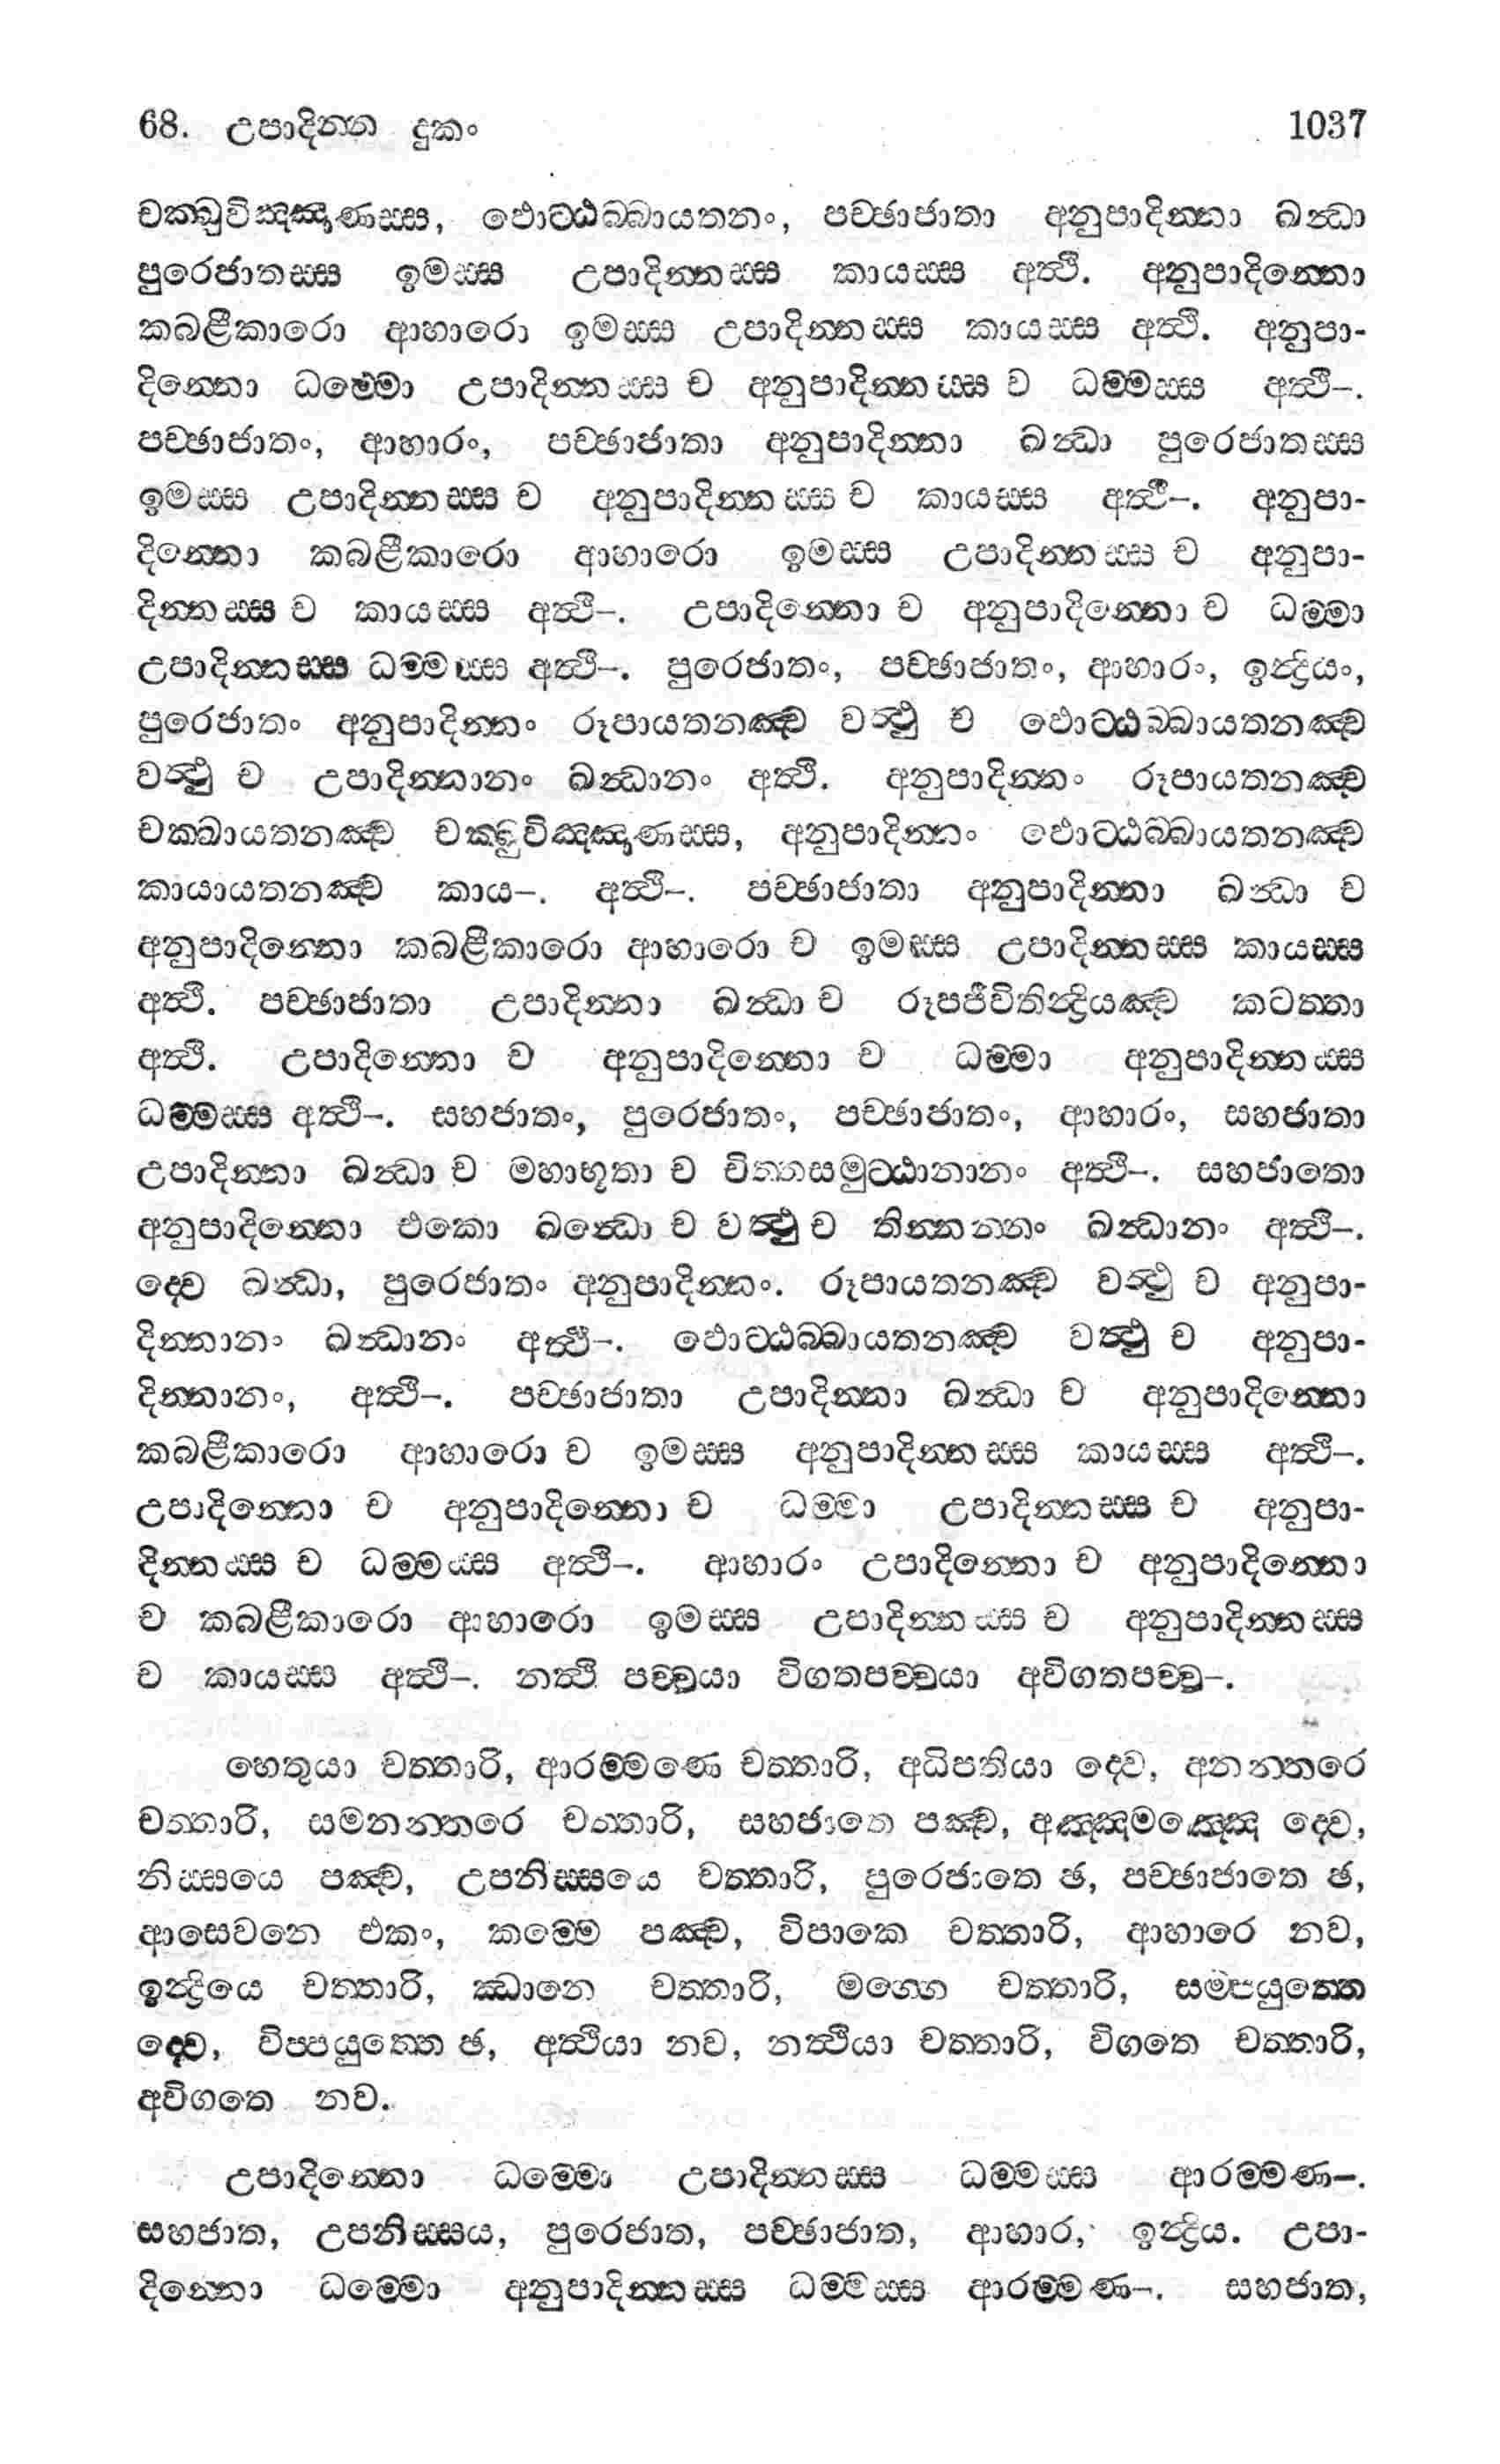 68. උපාදින්න දුකං 1037
චක්ඛුවිඤ්ඤාණස්ස, ඵොට්ඨබ්බායතනං, පච්ඡාජාතා අනුපාදින්නා ඛන්ධා
පුරෙජාතස්ස ඉමස්ස උපාදින්නස්ස කායස්ස අත්ථි. අනුපාදින්නො
කබළීකාරො ආහාරො ඉමස්ස උපාදින්නස්ස කායස්ස අත්ථි. අනුපා-
දින්නො ධම්මො උපාදින්නස්ස ච අනුපාදින්නස්ස ච ධම්මස්ස අත්ථි–.
පච්ඡාජාතං, ආහාරං, පච්ඡාජාතා අනුපාදින්නා ඛන්ධා පුරෙජාතස්ස
ඉමස්ස උපාදින්නස්ස ච අනුපාදින්නස්ස ච කායස්ස අත්ථි–. අනුපා-
දින්නො කබළීකාරො ආහාරො ඉමස්ස උපාදින්නස්ස ච අනුපා-
දින්නස්ස ච කායස්ස අත්ථි–. උපාදින්නො ච අනුපාදින්නො ච ධම්මා
උපාදින්නස්ස ධම්මස්ස අත්ථි–. පුරෙජාතං, පච්ඡාජාතං, ආහාරං, ඉන්ද්‍රියං,
පුරෙජාතං අනුපාදින්නං රූපායතනඤ්ච වත්ථු ච ඵොට්ඨබ්බායතනඤ්ච
වත්ථු ච උපාදින්නානං ඛන්ධානං අත්ථි. අනුපාදින්නං රූපායතනඤ්ච
චක්ඛායතනඤ්ච චක්ඛුවිඤ්ඤාණස්ස, අනුපාදින්නං ඵොට්ඨබ්බායතනඤ්ච
කායායතනඤ්ච කාය–. අත්ථි–. පච්ඡාජාතා අනුපාදින්නා ඛන්ධා ච
අනුපාදින්නො කබළීකාරො ආහාරො ච ඉමස්ස උපාදින්නස්ස කායස්ස
අත්ථි. පච්ඡාජාතා උපාදින්නා ඛන්ධා ච රූපජීවිතින්ද්‍රියඤ්ච කටත්තා
අත්ථි. උපාදින්නො ච අනුපාදින්නො ච ධම්මා අනුපාදින්නස්ස
ධම්මස්ස අත්ථි–. සහජාතං, පුරෙජාතං, පච්ඡාජාතං, ආහාරං, සහජාතා
උපාදින්නා ඛන්ධා ච මහාභූතා ච චිත්තසමුට්ඨානානං අත්ථි–. සහජාතො
අනුපාදින්නො එකො ඛන්ධො ච වත්ථු ච තින්නන්නං ඛන්ධානං අත්ථි–.
ද්වෙ ඛන්ධා, පුරෙජාතං අනුපාදින්නං. රූපායතනඤ්ච වත්ථු ච අනුපා-
දින්නානං ඛන්ධානං අත්ථි–. ඵොට්ඨබ්බායතනඤ්ච වත්ථු ච අනුපා-
දින්නානං, අත්ථි–. පච්ඡාජාතා උපාදින්නා ඛන්ධා ච අනුපාදින්නො
කබළීකාරො ආහාරො ච ඉමස්ස අනුපාදින්නස්ස කායස්ස අත්ථි–.
උපාදින්නො ච අනුපාදින්නො ච ධම්මා උපාදින්නස්ස ච අනුපා-
දින්නස්ස ච ධම්මස්ස අත්ථි–. ආහාරං උපාදින්නො ච අනුපාදින්නො
ච කබළීකාරො ආහාරො ඉමස්ස උපාදින්නස්ස ච අනුපාදින්නස්ස
ච කායස්ස අත්ථි–. නත්ථි පච්චයා විගතපච්චයා අවිගතපච්ච–.
හෙතුයා චත්තාරි, ආරම්මණෙ චත්තාරි, අධිපතියා ද්වෙ, අනන්තරෙ
චත්තාරි, සමනන්තරෙ චත්තාරි, සහජාතෙ පඤ්ච, අඤ්ඤමඤ්ඤෙ ද්වෙ,
නිස්සයෙ පඤ්ච, උපනිස්සයෙ චත්තාරි, පුරෙජාතෙ ඡ, පච්ඡාජාතෙ ඡ,
ආසෙවනෙ එකං, කම්මෙ පඤ්ච, විපාකෙ චත්තාරි, ආහාරෙ නව,
ඉන්ද්‍රියෙ චත්තාරි, ඣානෙ චත්තාරි, මග්ගෙ චත්තාරි, සම්පයුත්තෙ
ද්වෙ, විප්පයුත්තෙ ඡ, අත්ථියා නව, නත්ථියා චත්තාරි, විගතෙ චත්තාරි,
අවිගතෙ නව.
උපාදින්නො ධම්මො උපාදින්නස්ස ධම්මස්ස ආරම්මණ–.
සහජාත, උපනිස්සය, පුරෙජාත, පච්ඡාජාත, ආහාර, ඉන්ද්‍රිය. උපා-
දින්නො ධම්මො අනුපාදින්නස්ස ධම්මස්ස ආරම්මණ–. සහජාත,